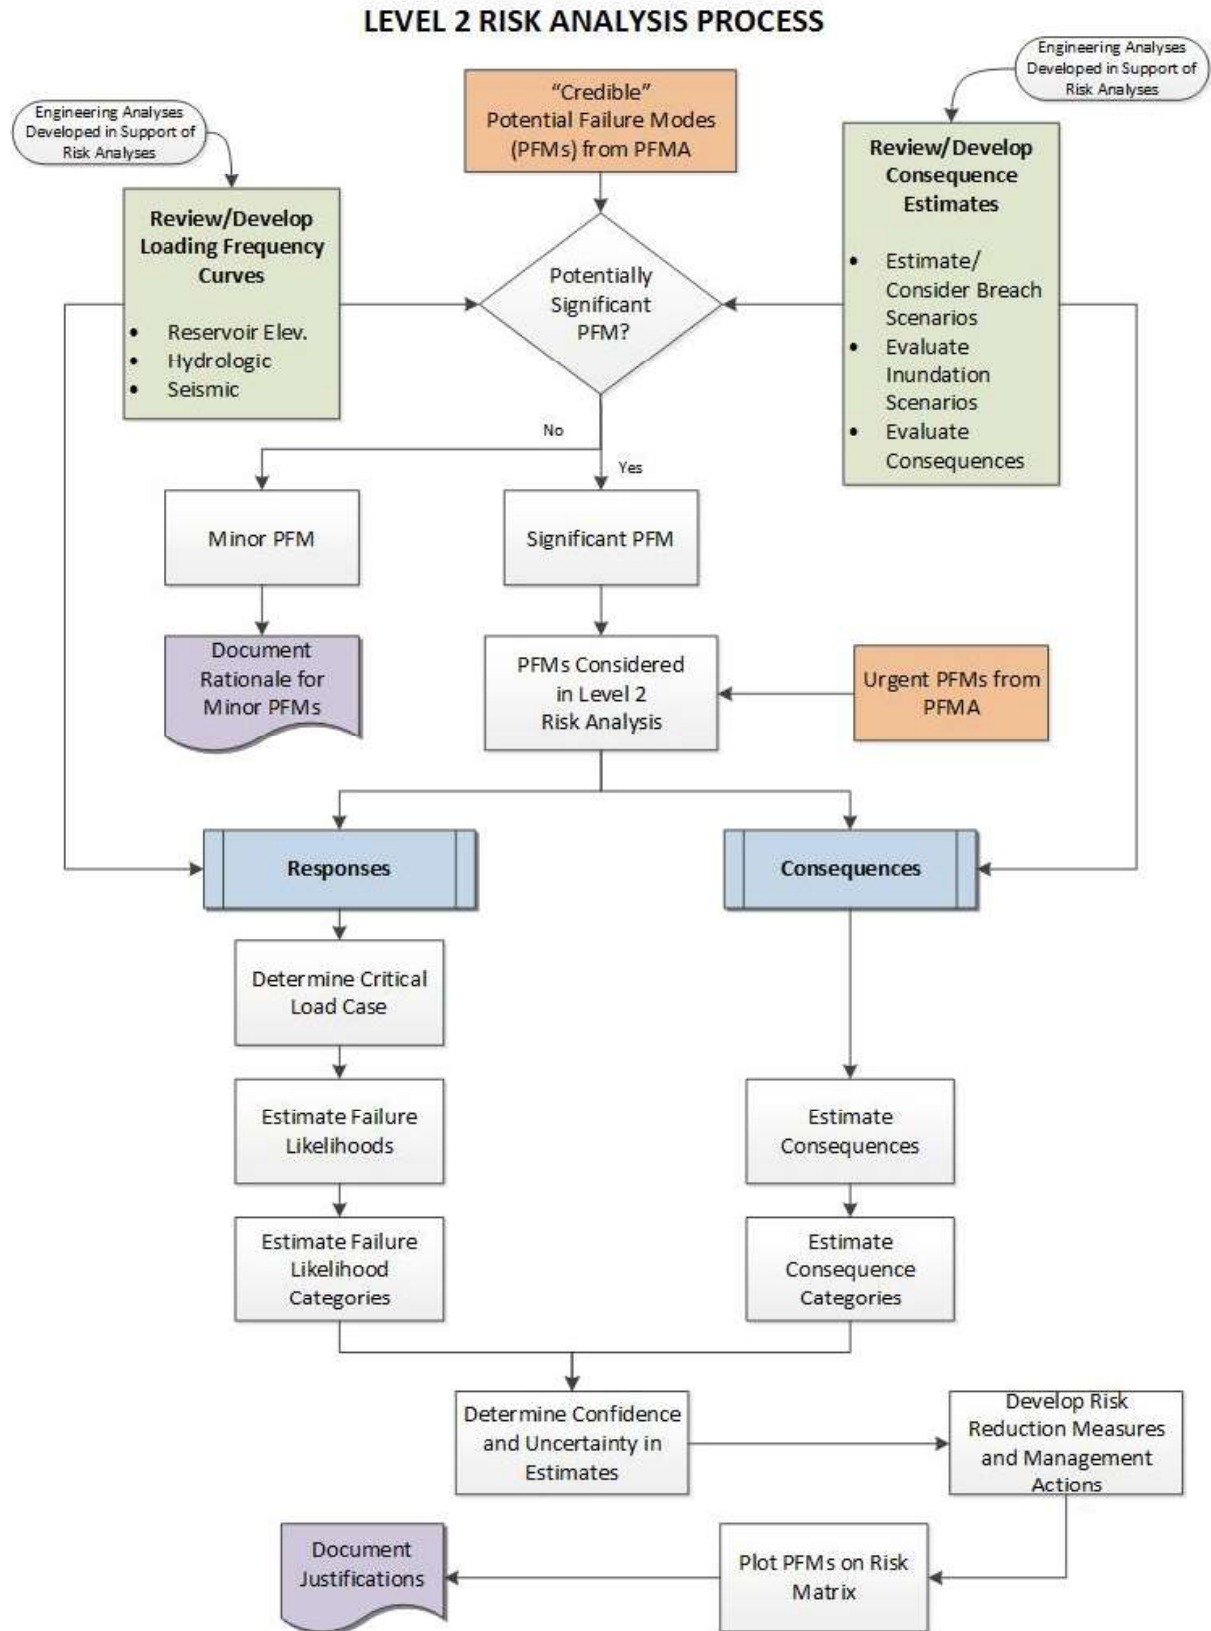 LEVEL 2 RISK ANALYSIS PROCESS
Engineering Analyses
Developed in Support of
Risk Analyses
"Credible"
Potential Failure Modes
(PFMs) from PFMA
Engineering Analyses
Developed in Support of
Risk Analyses
Review/Develop
Loading Frequency
Curves
• Reservoir Elev.
• Hydrologic
• Seismic
Potentially
Significant
PFM?
Review/Develop
Consequence
Estimates
• Estimate/
Consider Breach
Scenarios
• Evaluate
Inundation
Scenarios
• Evaluate
Consequences
No
Yes
Minor PFM
Significant PFM
Document
Rationale for
Minor PFMs
PFMs Considered
in Level 2
Risk Analysis
Urgent PFMs from
PFMA
Responses
Consequences
Determine Critical
Load Case
Estimate Failure
Likelihoods
Estimate
Consequences
Estimate Failure
Likelihood
Categories
Estimate
Consequence
Categories
Determine Confidence
and Uncertainty in
Estimates
Develop Risk
Reduction Measures
and Management
Actions
Document
Justifications
Plot PFMs on Risk
Matrix